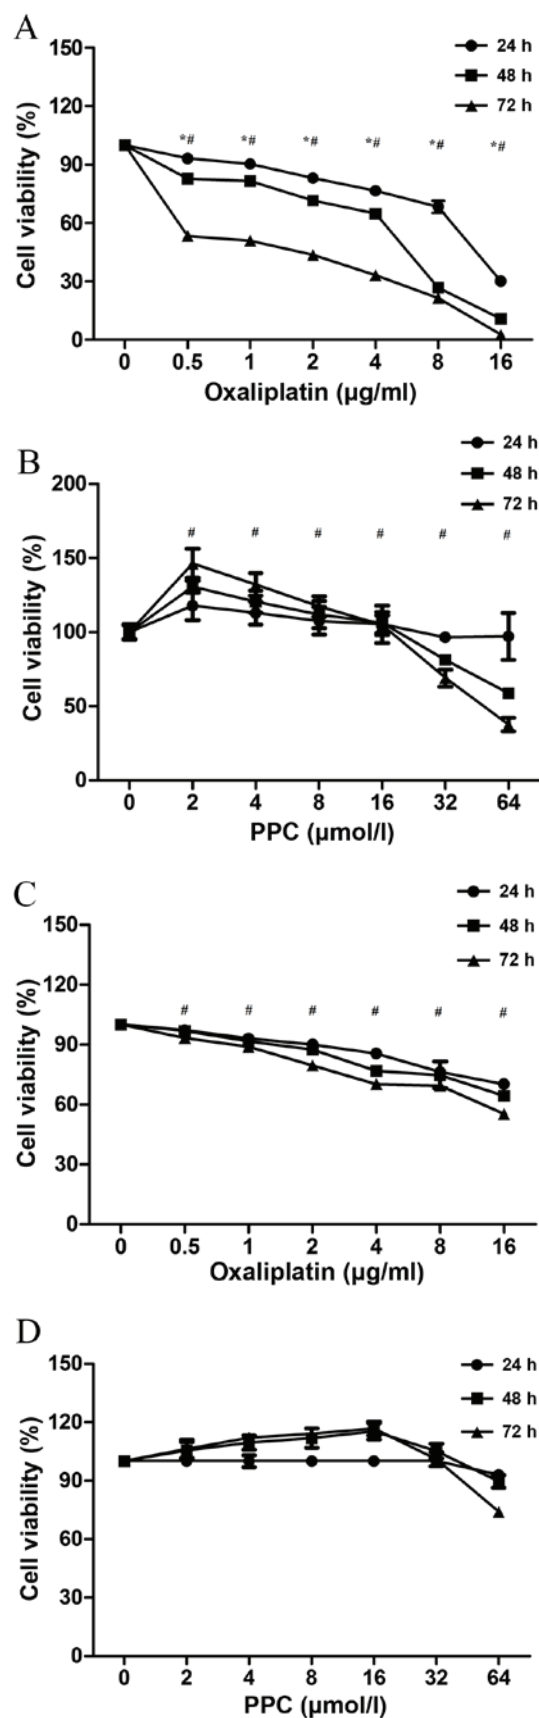 A
150
120
90
60
30
0
Cell viability (%)
24 h
48 h
72 h
*# *# *# *# *# *#
0 0.5 1 2 4 8 16
Oxaliplatin (µg/ml)
B
200
150
100
50
0
Cell viability (%)
24 h
48 h
72 h
# # # # # #
0 2 4 8 16 32 64
PPC (µmol/l)
C
150
120
90
60
30
0
Cell viability (%)
24 h
48 h
72 h
# # # # # #
0 0.5 1 2 4 8 16
Oxaliplatin (µg/ml)
D
150
120
90
60
30
0
Cell viability (%)
24 h
48 h
72 h
0 2 4 8 16 32 64
PPC (µmol/l)